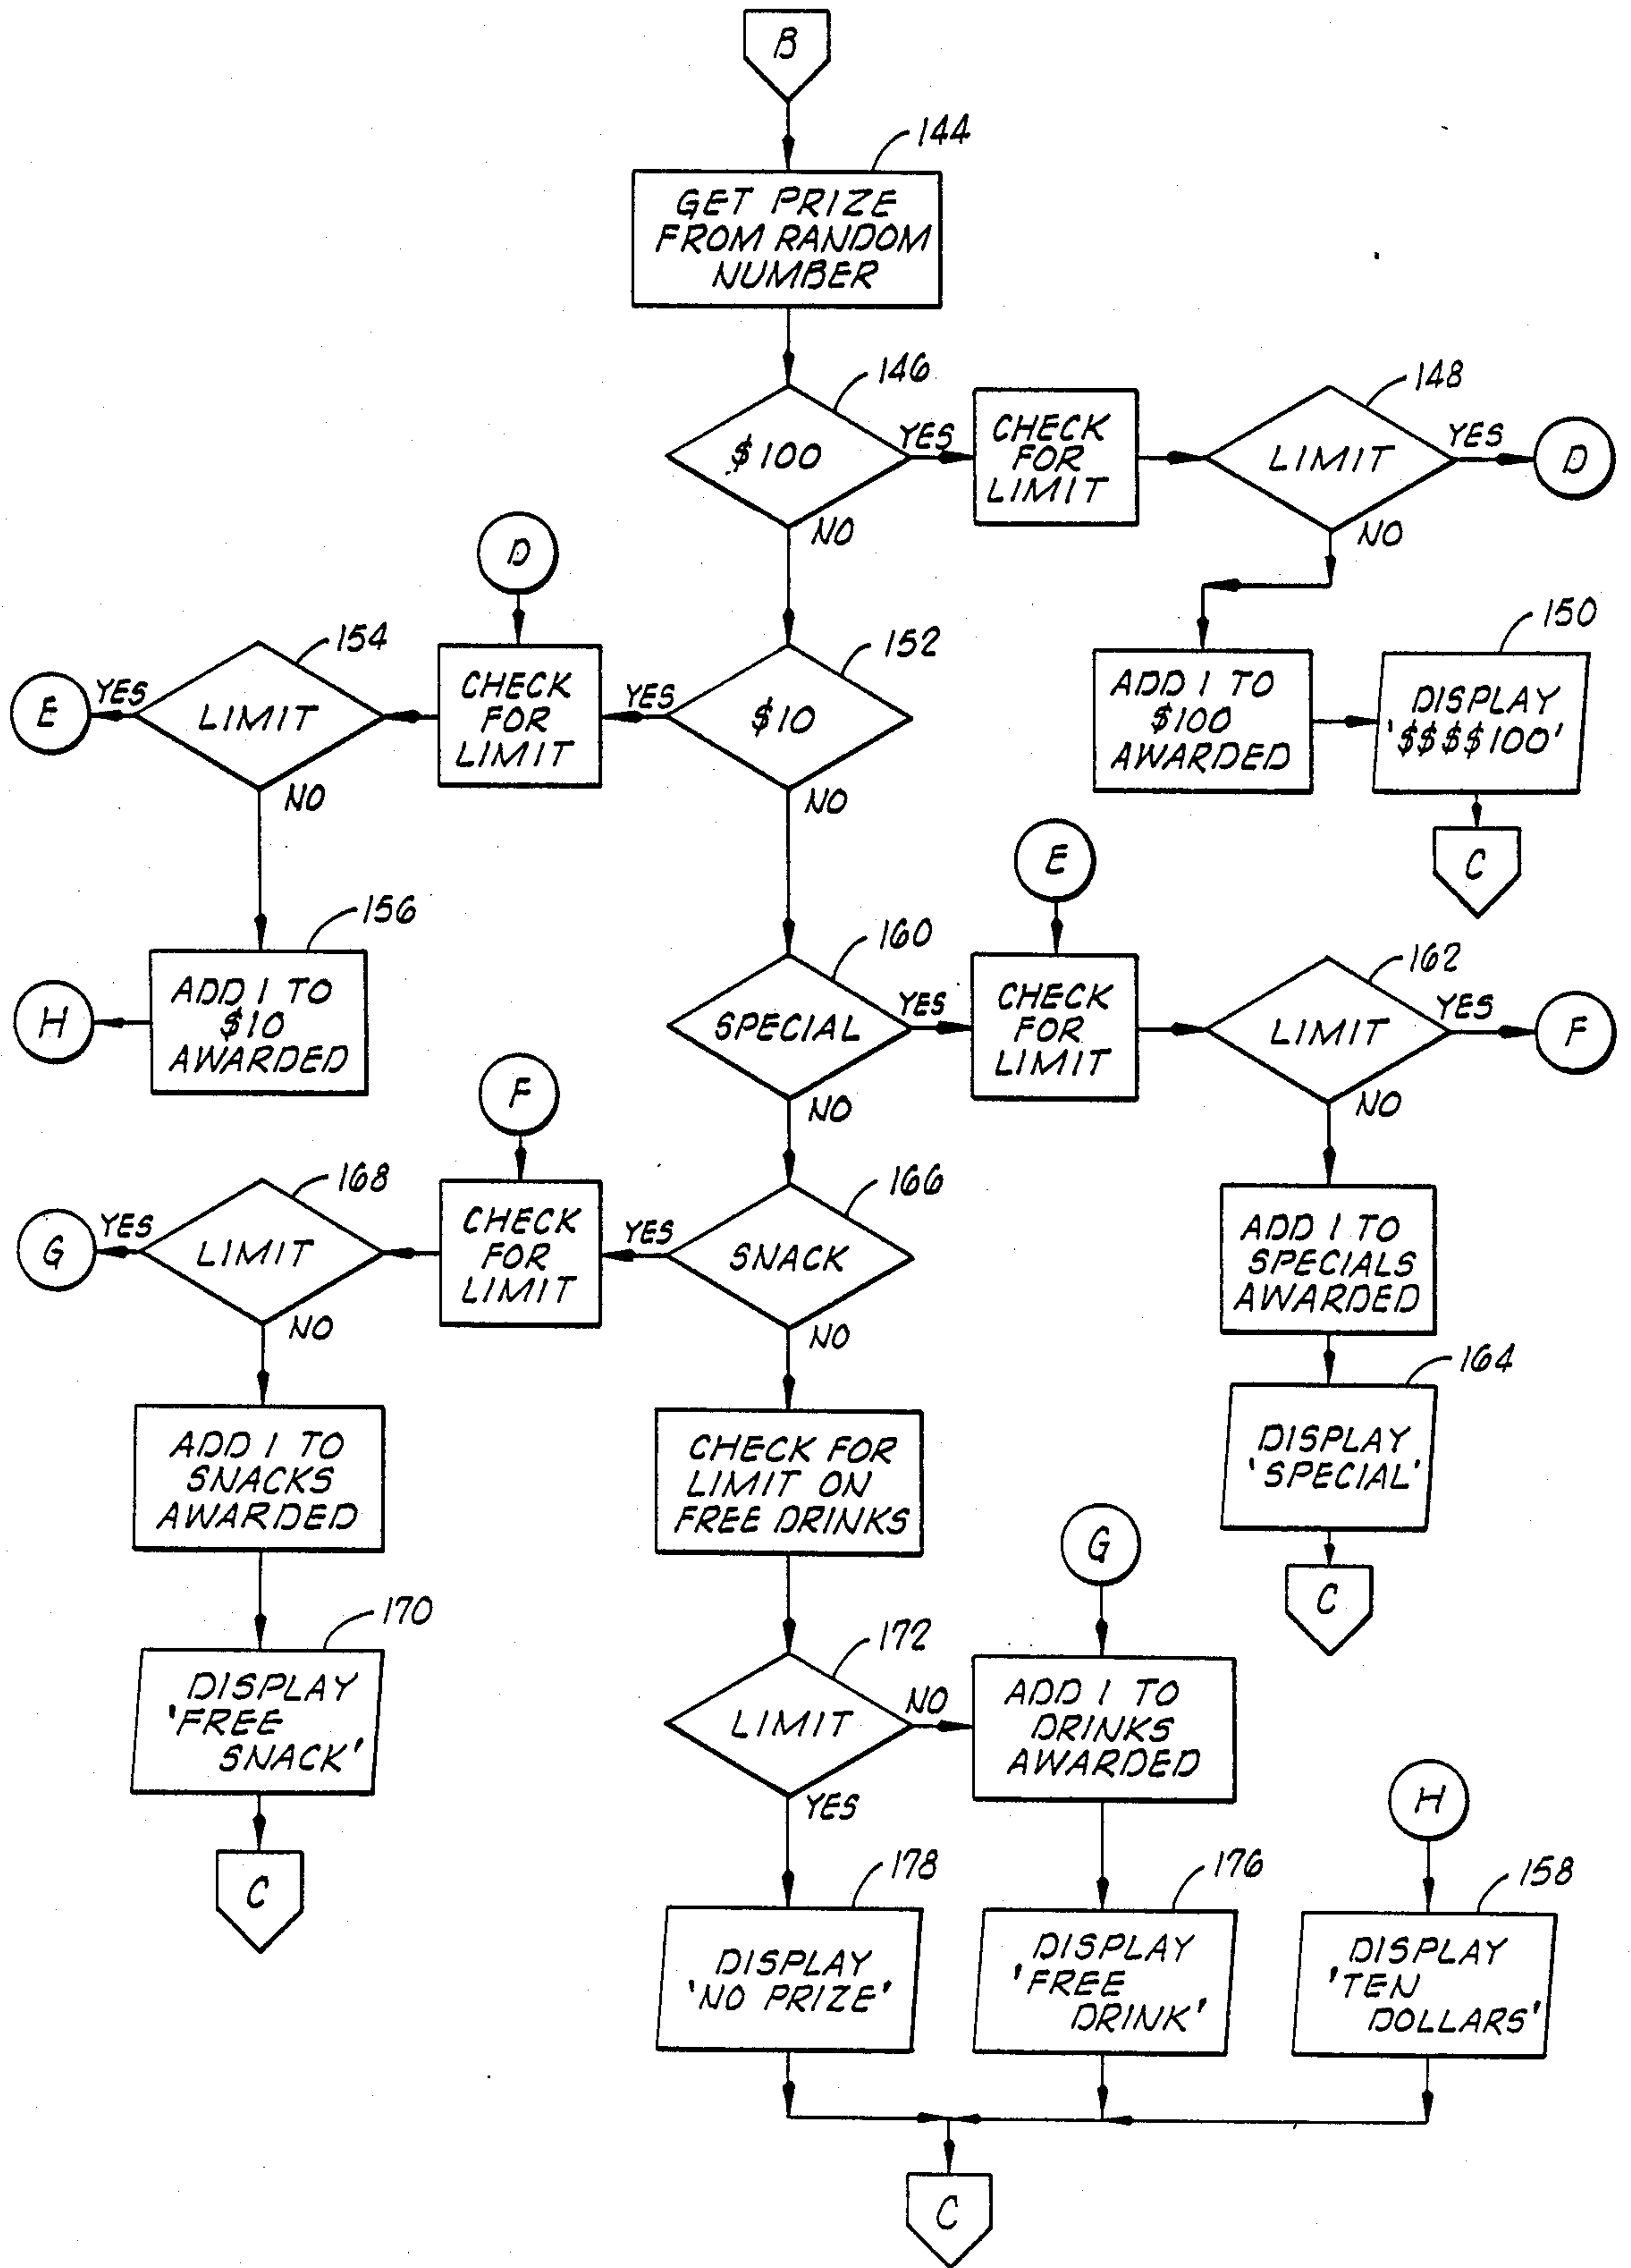 B
144
GET PRIZE
FROM RANDOM
NUMBER
146
$100
YES
NO
CHECK
FOR
LIMIT
148
LIMIT
YES
D
NO
ADD 1 TO
$100
AWARDED
150
DISPLAY
'$$$$100'
C
D
152
$10
YES
NO
CHECK
FOR
LIMIT
154
LIMIT
YES
E
NO
156
ADD 1 TO
$10
AWARDED
H
E
160
SPECIAL
YES
NO
CHECK
FOR
LIMIT
162
LIMIT
YES
F
NO
ADD 1 TO
SPECIALS
AWARDED
164
DISPLAY
'SPECIAL'
C
F
166
SNACK
YES
NO
CHECK
FOR
LIMIT
168
LIMIT
YES
G
NO
ADD 1 TO
SNACKS
AWARDED
170
DISPLAY
'FREE
SNACK'
C
CHECK FOR
LIMIT ON
FREE DRINKS
172
LIMIT
NO
YES
G
ADD 1 TO
DRINKS
AWARDED
H
178
DISPLAY
'NO PRIZE'
176
DISPLAY
'FREE
DRINK'
158
DISPLAY
'TEN
DOLLARS'
C